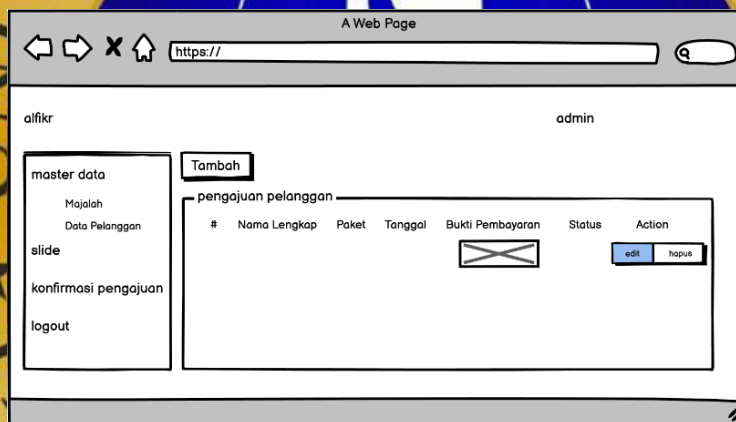 A Web Page
https://
alfikr admin
master data
Majalah
Data Pelanggan
slide
konfirmasi pengajuan
logout
Tambah
pengajuan pelanggan
# Nama Lengkap Paket Tanggal Bukti Pembayaran Status Action
edit hapus